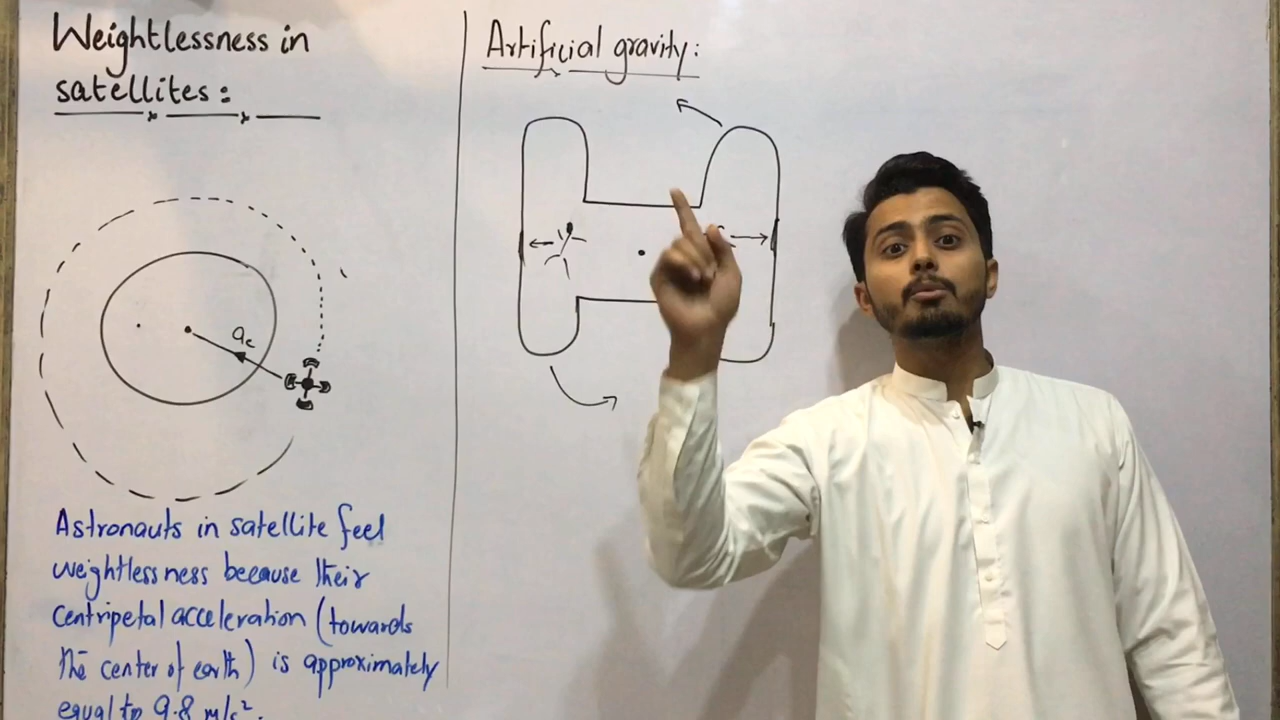 Weightlessness in
satellites:
ac
Astronauts in satellite feel
weightlessness because their
centripetal acceleration (towards
the center of earth) is approximately
equal to 9.8 m/s².
Artificial gravity: